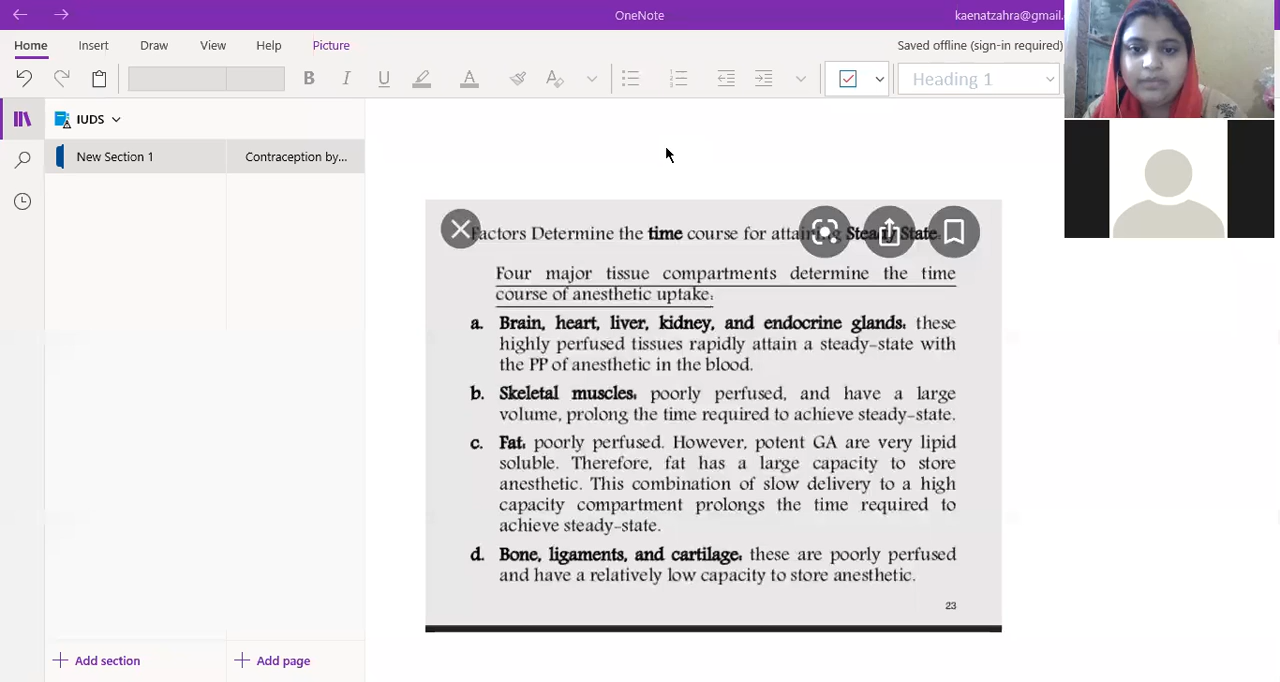 OneNote
kaenatzahra@gmail.
Home Insert Draw View Help Picture
Saved offline (sign-in required)
B I U A A Heading 1
IUDS
New Section 1
Contraception by...
Factors Determine the time course for attaining Steady State:
Four major tissue compartments determine the time
course of anesthetic uptake:
a. Brain, heart, liver, kidney, and endocrine glands: these
highly perfused tissues rapidly attain a steady-state with
the PP of anesthetic in the blood.
b. Skeletal muscles: poorly perfused, and have a large
volume, prolong the time required to achieve steady-state.
c. Fat: poorly perfused. However, potent GA are very lipid
soluble. Therefore, fat has a large capacity to store
anesthetic. This combination of slow delivery to a high
capacity compartment prolongs the time required to
achieve steady-state.
d. Bone, ligaments, and cartilage: these are poorly perfused
and have a relatively low capacity to store anesthetic.
23
Add section
Add page